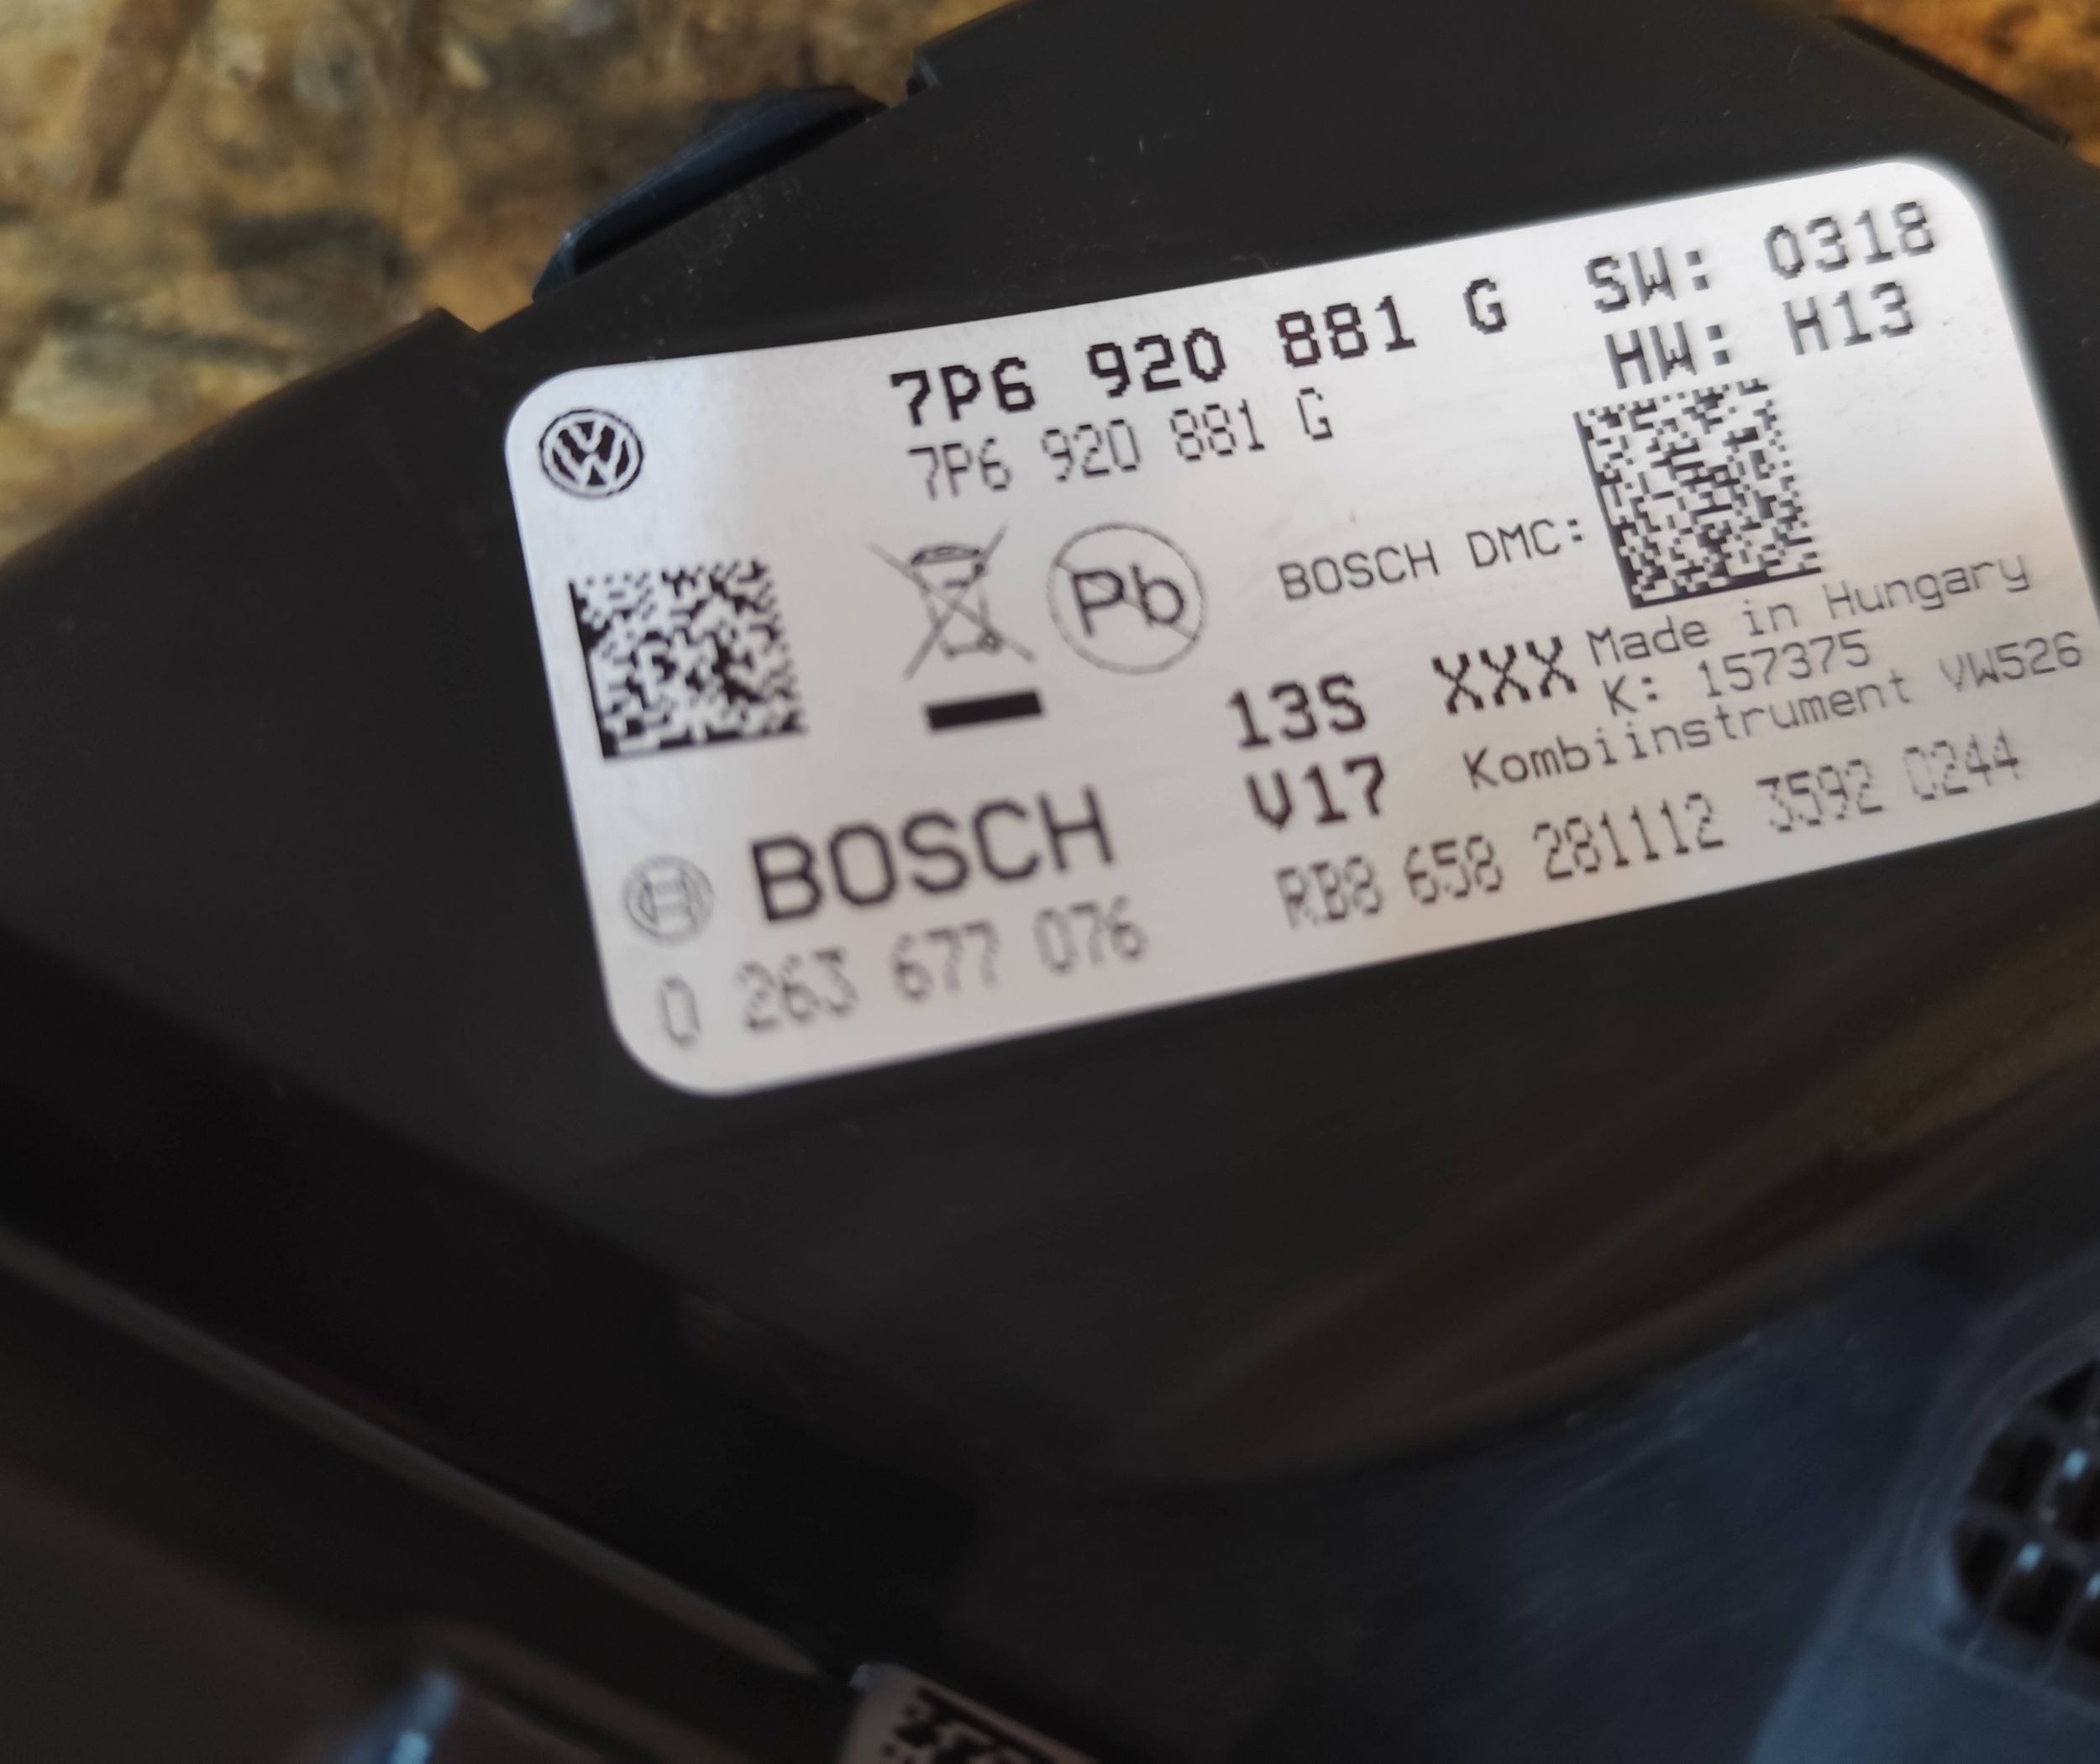 7P6 920 881 G SW: 0318
7P6 920 881 G HW: H13
Pb
BOSCH DMC:
Made in Hungary
13S XXX K: 157375
V17 Kombiinstrument VW526
BOSCH
RB8 658 281112 3592 0244
0 263 677 076